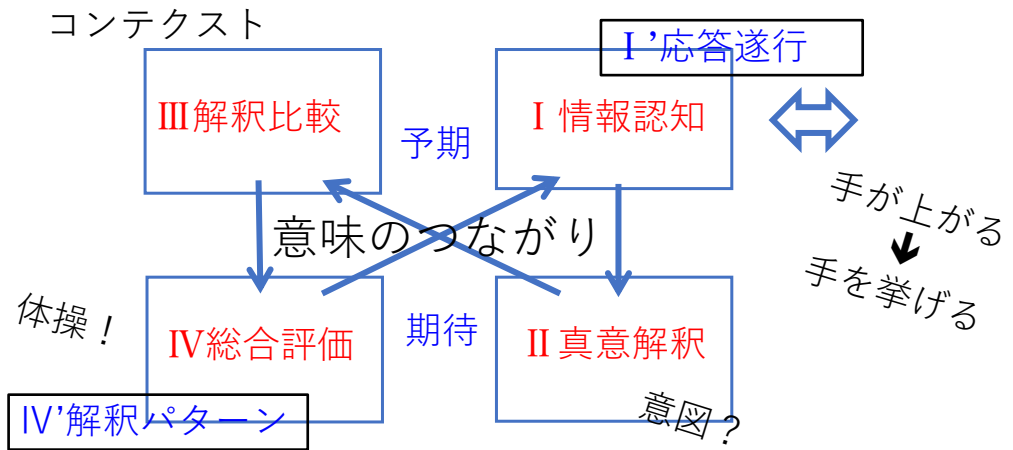 コンテクスト
Ⅰ’応答遂行
Ⅲ解釈比較
Ⅰ 情報認知
予期
手が上がる
手を挙げる
意味のつながり
体操！
Ⅳ総合評価
期待
Ⅱ 真意解釈
Ⅳ’解釈パターン
意図？